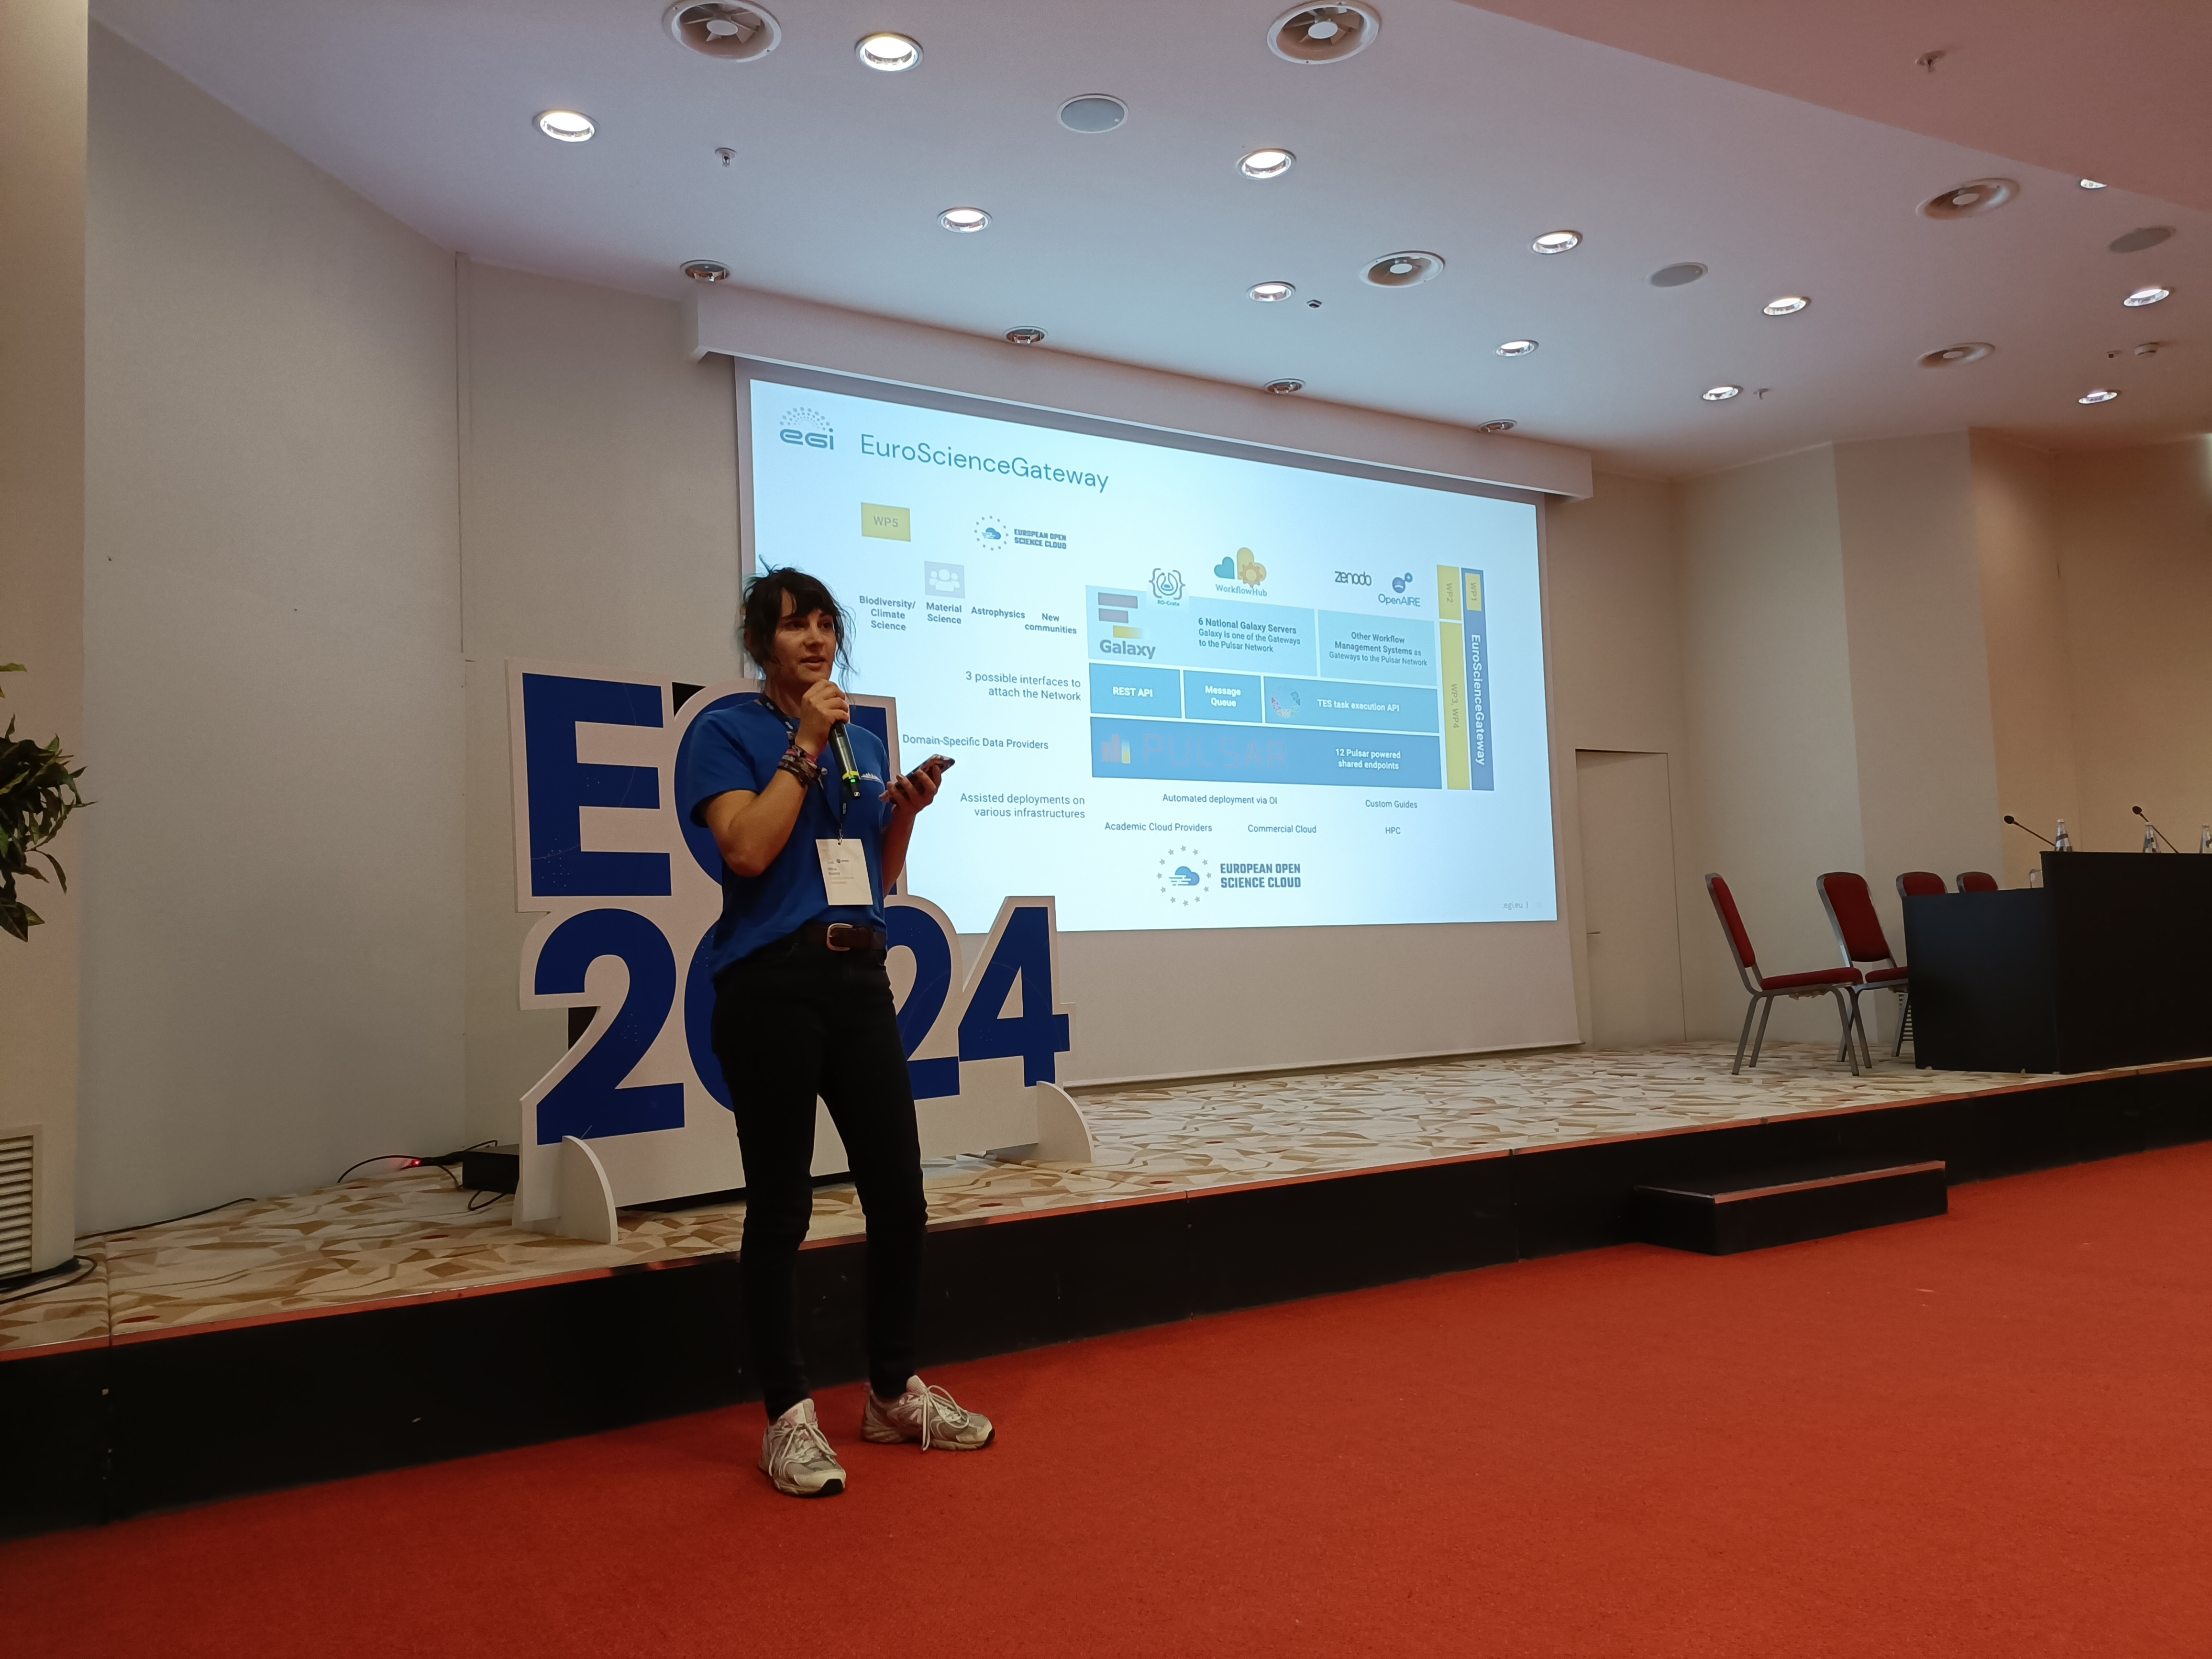 egi
EuroScienceGateway
WP5
EUROPEAN OPEN
SCIENCE CLOUD
Biodiversity/
Climate
Science
Material
Science
Astrophysics
New
communities
RO-Crate
WorkflowHub
zenodo
OpenAIRE
Galaxy
6 National Galaxy Servers
Galaxy is one of the Gateways
to the Pulsar Network
Other Workflow
Management Systems as
Gateways to the Pulsar Network
WP2
WP1
3 possible interfaces to
attach the Network
REST API
Message
Queue
TES task execution API
WP3, WP4
EuroScienceGateway
Domain-Specific Data Providers
PULSAR
12 Pulsar powered
shared endpoints
Assisted deployments on
various infrastructures
Automated deployment via OI
Custom Guides
Academic Cloud Providers
Commercial Cloud
HPC
EUROPEAN OPEN
SCIENCE CLOUD
egi.eu |
EGI
2024